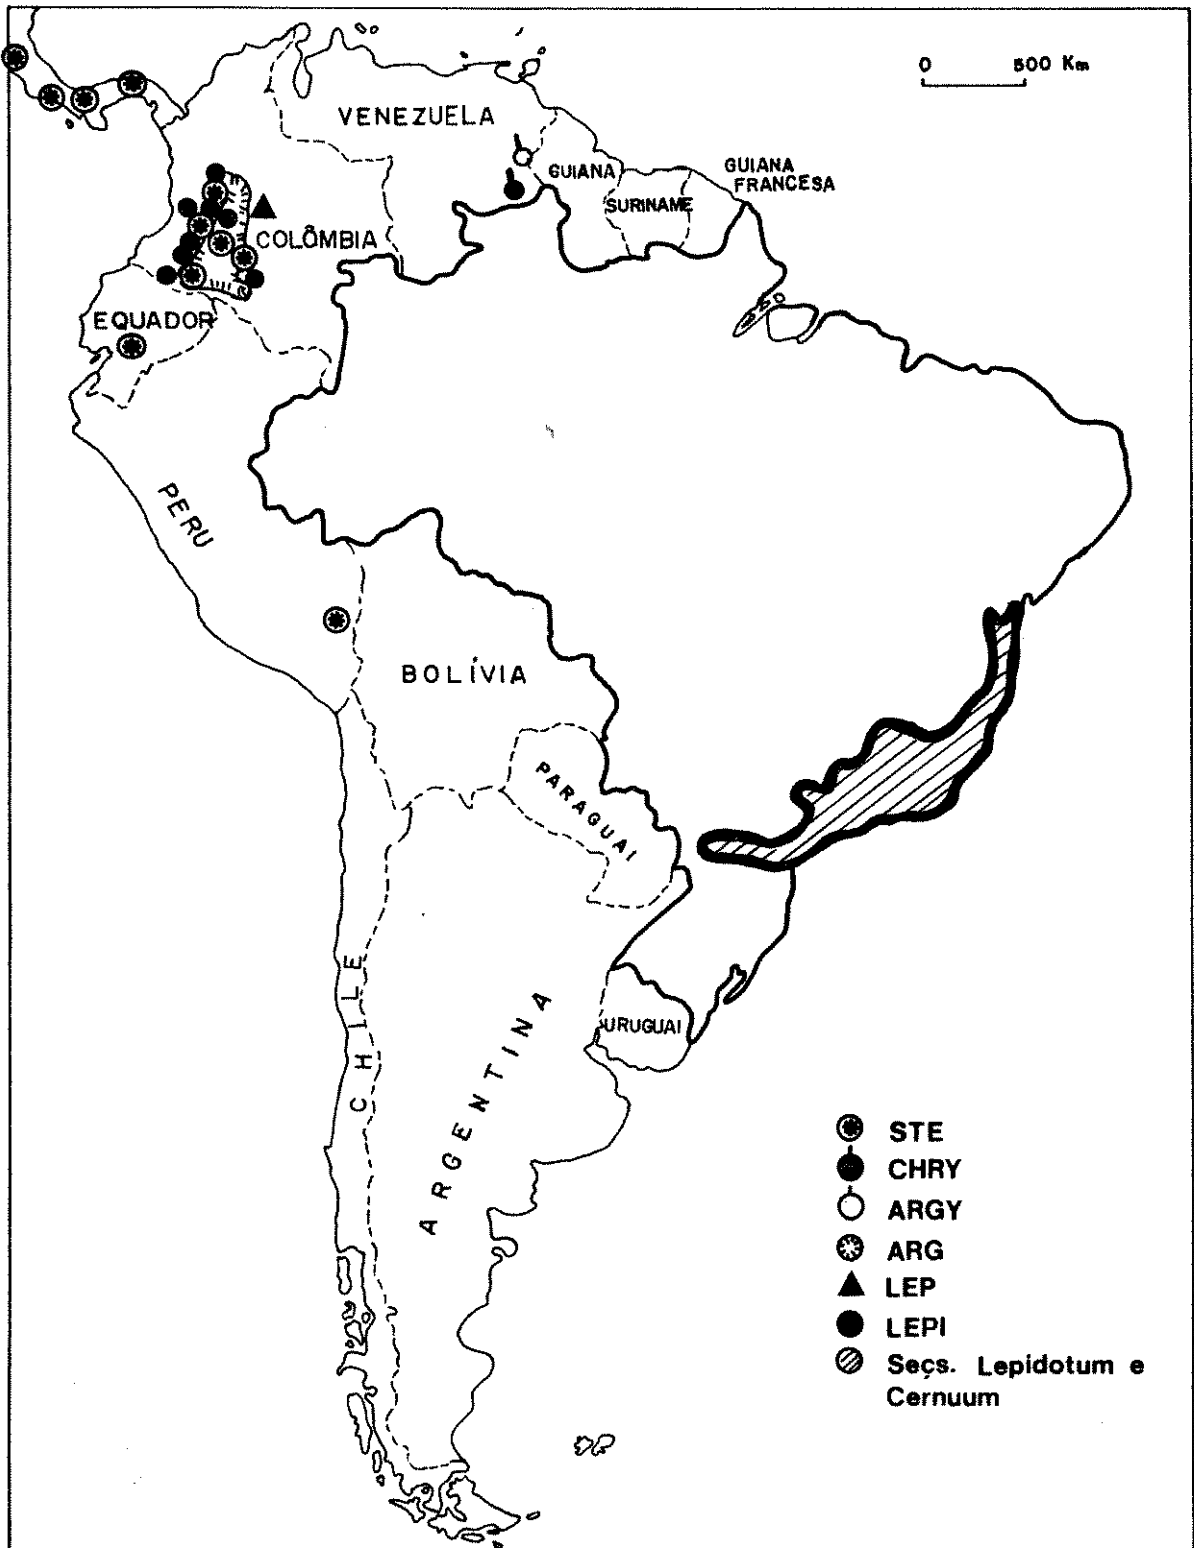 0 500 Km
VENEZUELA
GUIANA
GUIANA
FRANCESA
SURINAME
COLÔMBIA
EQUADOR
PERU
BOLÍVIA
PARAGUAI
CHILE
ARGENTINA
URUGUAI
STE
CHRY
ARGY
ARG
LEP
LEPI
Seçs. Lepidotum e
Cernuum